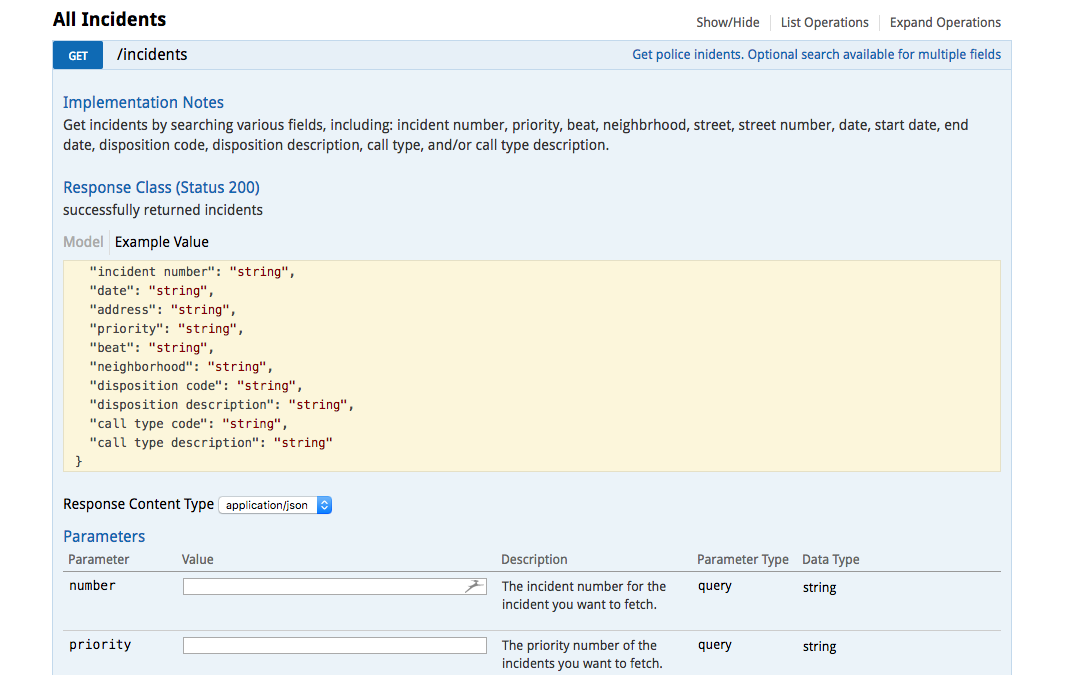 All Incidents
Show/Hide List Operations Expand Operations
GET /incidents Get police inidents. Optional search available for multiple fields
Implementation Notes
Get incidents by searching various fields, including: incident number, priority, beat, neighbrhood, street, street number, date, start date, end
date, disposition code, disposition description, call type, and/or call type description.
Response Class (Status 200)
successfully returned incidents
Model Example Value
"incident number": "string",
"date": "string",
"address": "string",
"priority": "string",
"beat": "string",
"neighborhood": "string",
"disposition code": "string",
"disposition description": "string",
"call type code": "string",
"call type description": "string"
}
Response Content Type application/json
Parameters
Parameter Value Description Parameter Type Data Type
number The incident number for the query string
incident you want to fetch.
priority The priority number of the query string
incidents you want to fetch.